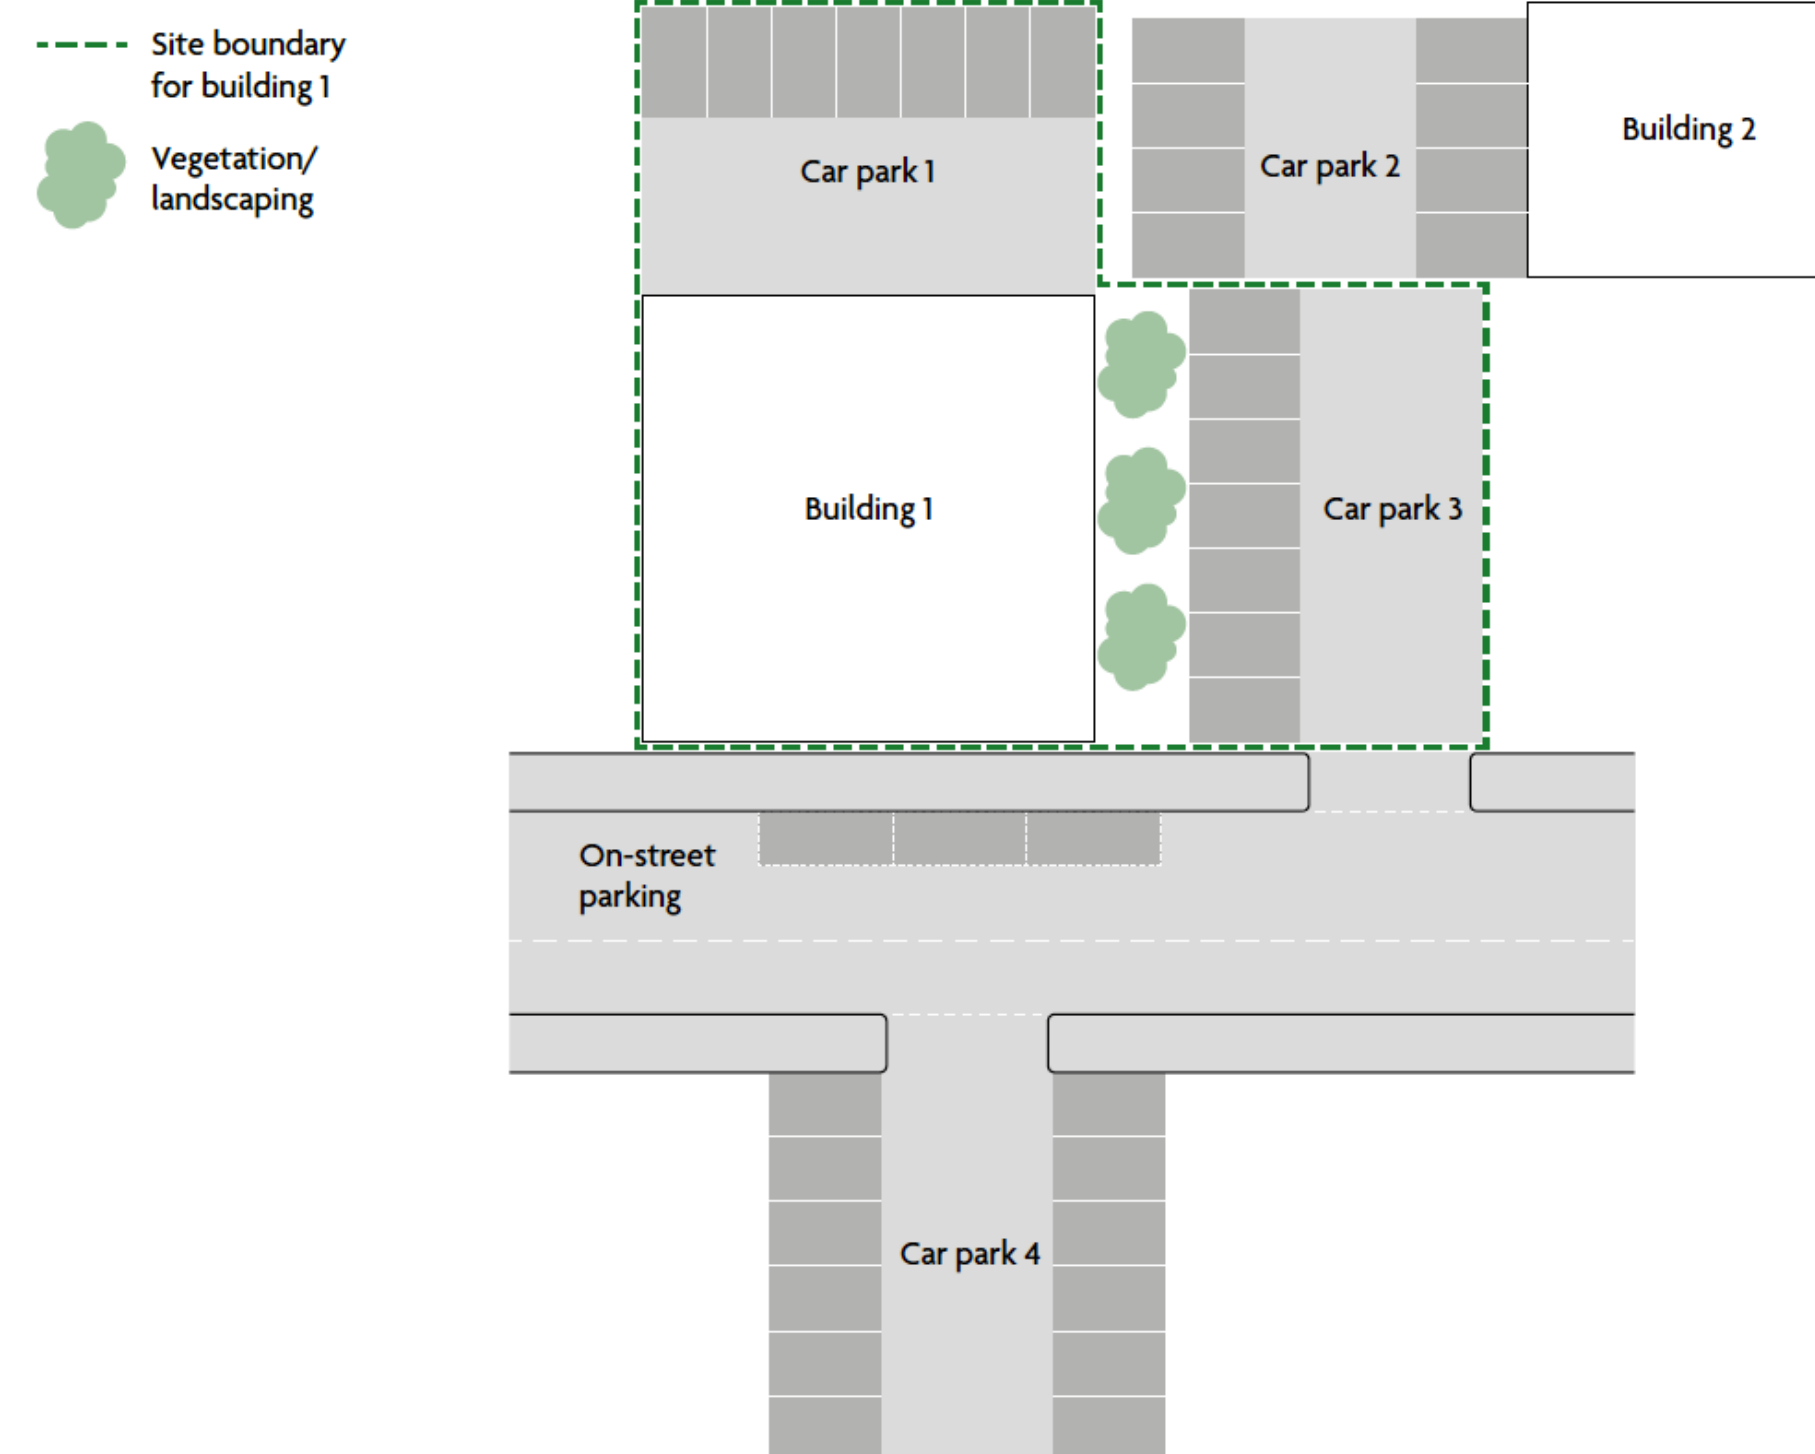 Site boundary
for building 1
Vegetation/
landscaping
Car park 1
Car park 2
Building 2
Building 1
Car park 3
On-street
parking
Car park 4